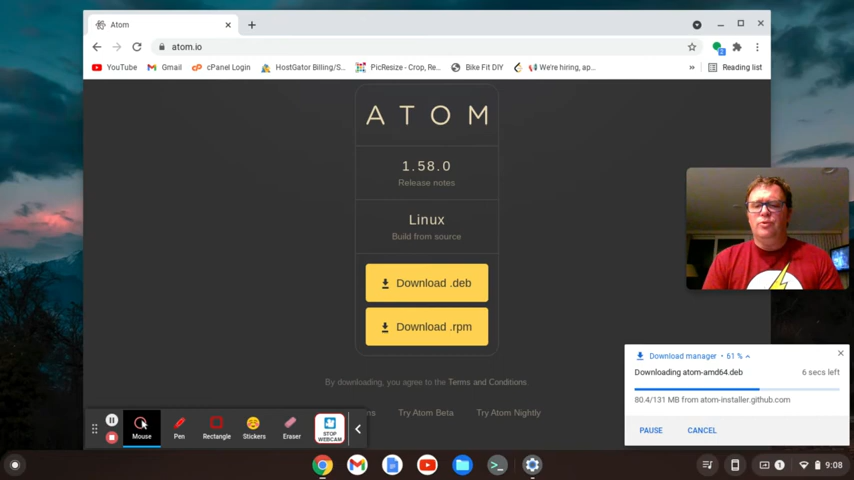 Atom
atom.io
YouTube
Gmail
cPanel Login
HostGator Billing/S...
PicResize - Crop, Re...
Bike Fit DIY
We're hiring, ap...
»
Reading list
ATOM
1.58.0
Release notes
Linux
Build from source
Download .deb
Download .rpm
By downloading, you agree to the Terms and Conditions.
ns
Try Atom Beta
Try Atom Nightly
Download manager • 61 %
Downloading atom-amd64.deb
6 secs left
80.4/131 MB from atom-installer.github.com
PAUSE
CANCEL
Mouse
Pen
Rectangle
Stickers
Eraser
STOP
WEBCAM
1
9:08